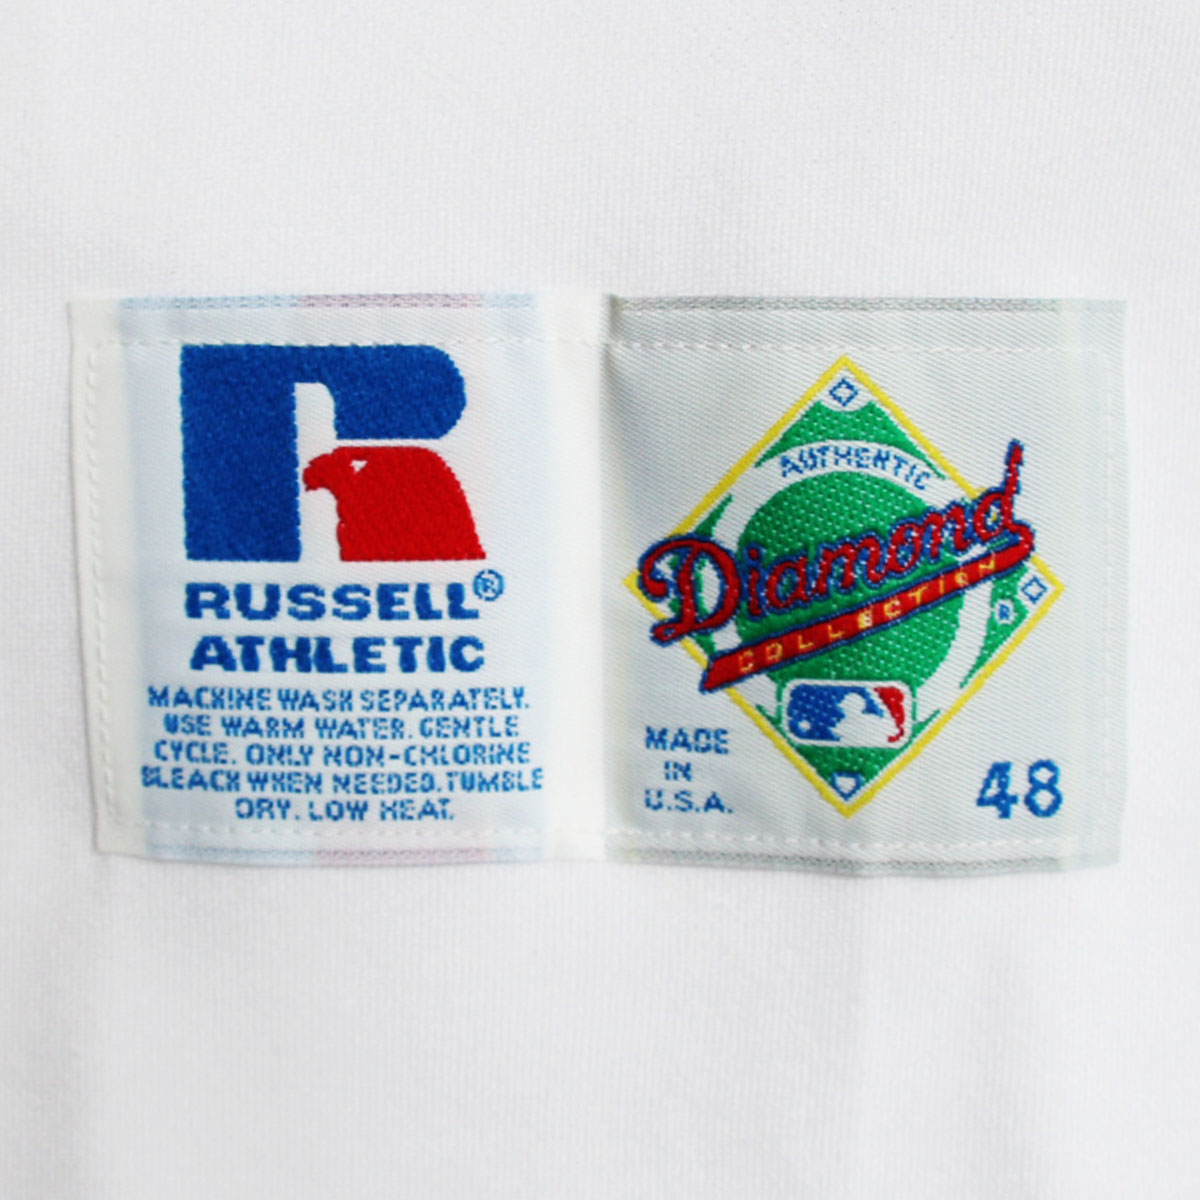 RUSSELL®
ATHLETIC
MACHINE WASH SEPARATELY.
USE WARM WATER. GENTLE
CYCLE. ONLY NON-CHLORINE
BLEACH WHEN NEEDED. TUMBLE
DRY. LOW HEAT.
AUTHENTIC
Diamond
COLLECTION
®
MADE
IN
U.S.A.
48